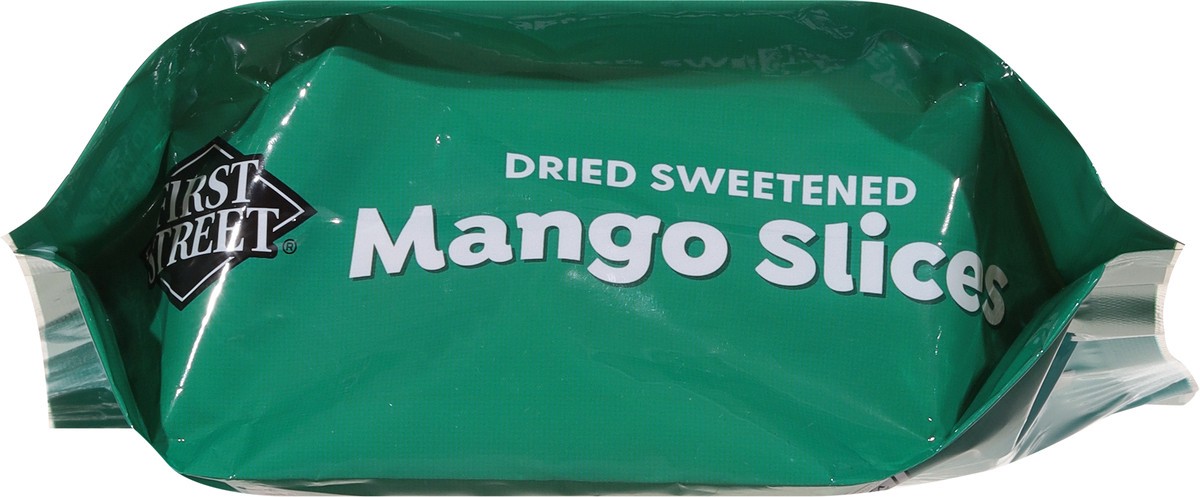 FIRST
STREET®
DRIED SWEETENED
Mango Slices